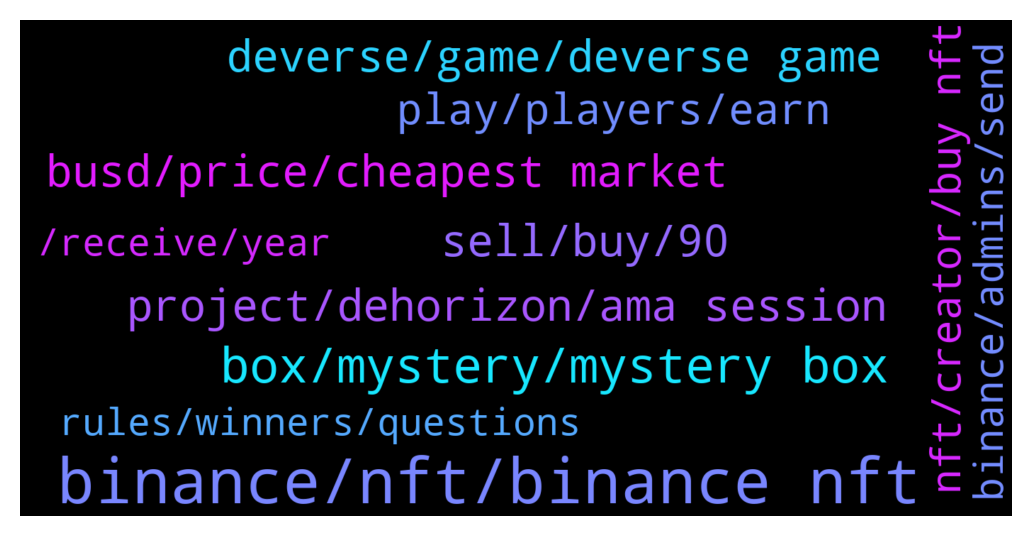 deverse/game/deverse game
play/players/earn
busd/price/cheapest market
/receive/year
sell/buy/90
project/dehorizon/ama session
box/mystery/mystery box
rules/winners/questions
binance/nft/binance nft
nft/creator/buy nft
binance/admins/send